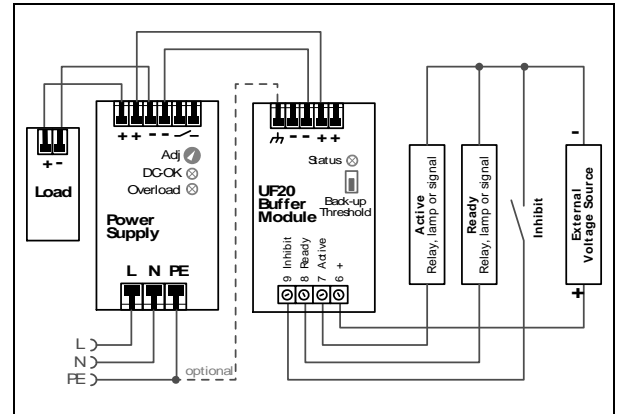 + + - -
+ -
Load
Adj
DC-OK
Overload
Power
Supply
L N PE
L
N
PE
optional
- - + +
Status
Back-up
Threshold
UF20
Buffer
Module
9 Inhibit
8 Ready
7 Active
6 +
Active
Relay, lamp or signal
Ready
Relay, lamp or signal
Inhibit
-
External
Voltage Source
+